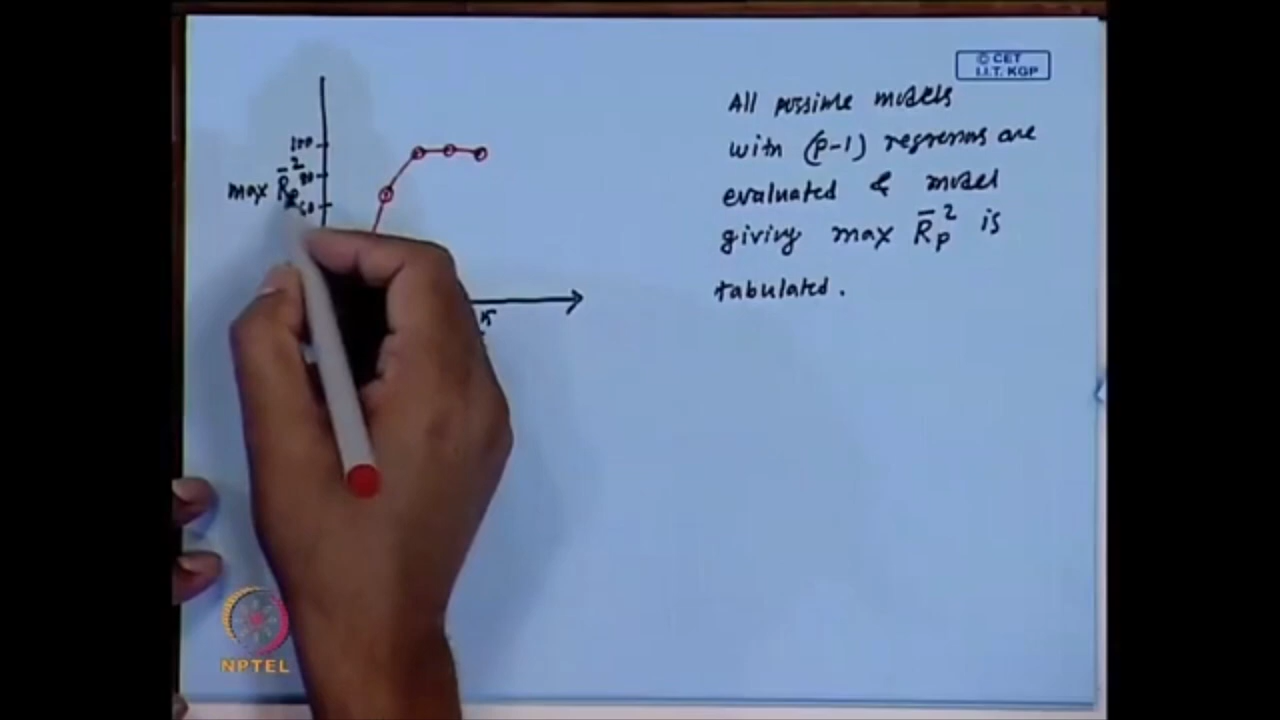 © CET
I.I.T. KGP
All possible models
with (p-1) regressors are
evaluated & model
giving max R̄p² is
tabulated.
100
80
60
max R̄p²
NPTEL